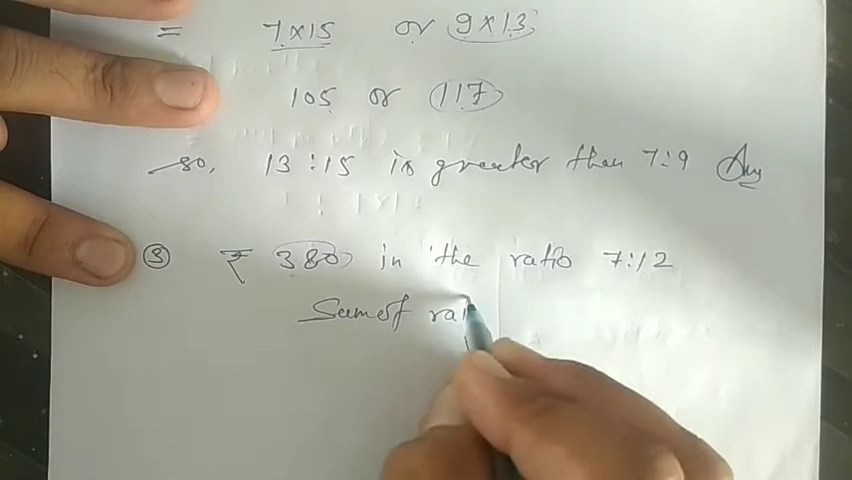 = 7×15 or 9×13
105 or 117
so, 13:15 is greater than 7:9 Ans
③ ₹ 380 in the ratio 7:12
Sum of ra